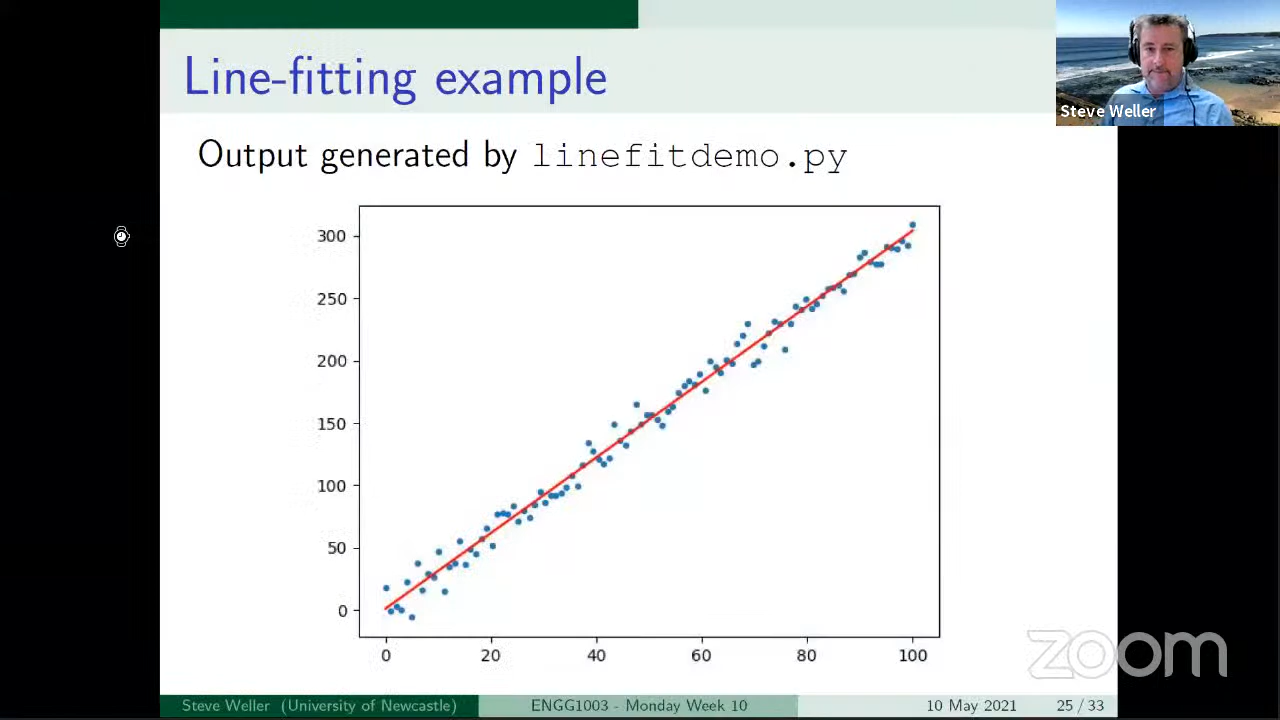 Line-fitting example
Steve Weller
Output generated by linefitdemo.py
300
250
200
150
100
50
0
0 20 40 60 80 100
zoom
Steve Weller (University of Newcastle) ENGG1003 - Monday Week 10 10 May 2021 25 / 33